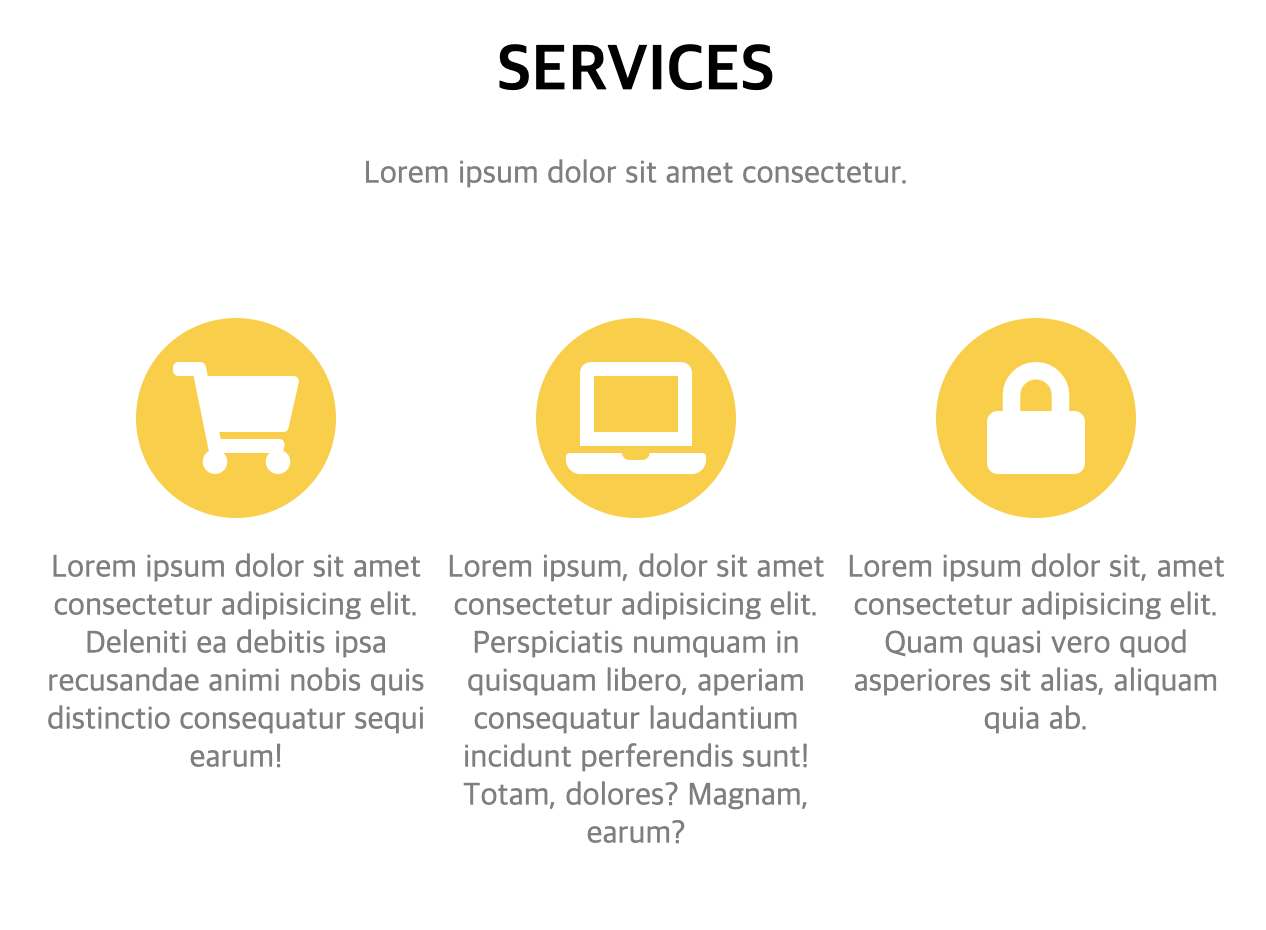 SERVICES
Lorem ipsum dolor sit amet consectetur.
Lorem ipsum dolor sit amet
consectetur adipisicing elit.
Deleniti ea debitis ipsa
recusandae animi nobis quis
distinctio consequatur sequi
earum!
Lorem ipsum, dolor sit amet
consectetur adipisicing elit.
Perspiciatis numquam in
quisquam libero, aperiam
consequatur laudantium
incidunt perferendis sunt!
Totam, dolores? Magnam,
earum?
Lorem ipsum dolor sit, amet
consectetur adipisicing elit.
Quam quasi vero quod
asperiores sit alias, aliquam
quia ab.